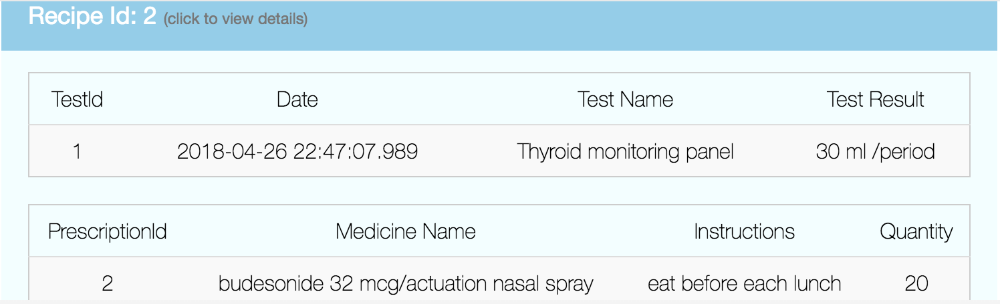 Recipe Id: 2 (click to view details)
TestId Date Test Name Test Result
1 2018-04-26 22:47:07.989 Thyroid monitoring panel 30 ml /period
PrescriptionId Medicine Name Instructions Quantity
2 budesonide 32 mcg/actuation nasal spray eat before each lunch 20